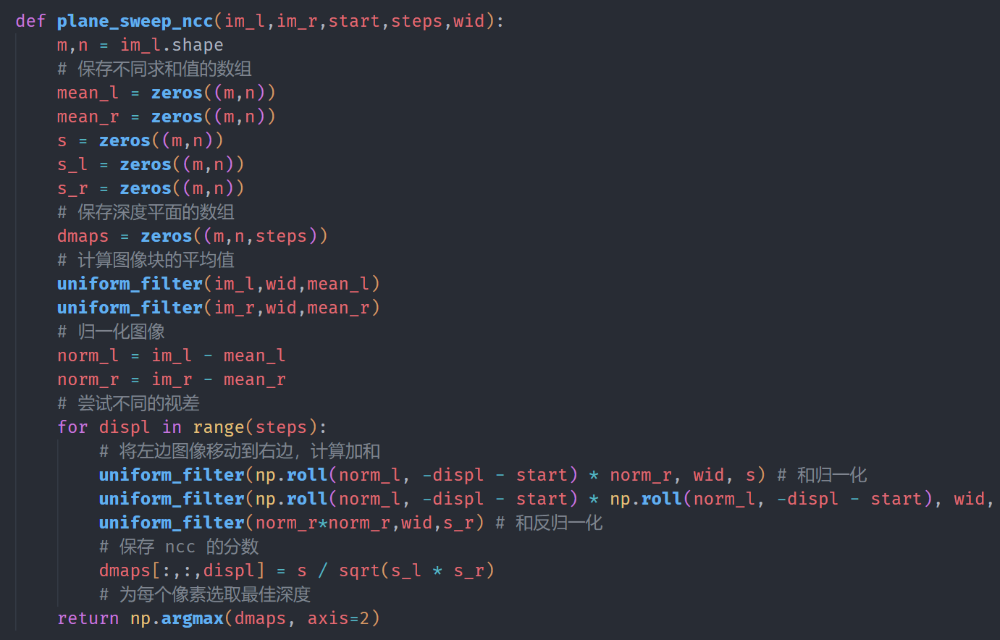 def plane_sweep_ncc(im_l,im_r,start,steps,wid):
    m,n = im_l.shape
    # 保存不同求和值的数组
    mean_l = zeros((m,n))
    mean_r = zeros((m,n))
    s = zeros((m,n))
    s_l = zeros((m,n))
    s_r = zeros((m,n))
    # 保存深度平面的数组
    dmaps = zeros((m,n,steps))
    # 计算图像块的平均值
    uniform_filter(im_l,wid,mean_l)
    uniform_filter(im_r,wid,mean_r)
    # 归一化图像
    norm_l = im_l - mean_l
    norm_r = im_r - mean_r
    # 尝试不同的视差
    for displ in range(steps):
        # 将左边图像移动到右边，计算加和
        uniform_filter(np.roll(norm_l, -displ - start) * norm_r, wid, s) # 和归一化
        uniform_filter(np.roll(norm_l, -displ - start) * np.roll(norm_l, -displ - start), wid,
        uniform_filter(norm_r*norm_r,wid,s_r) # 和反归一化
        # 保存 ncc 的分数
        dmaps[:,:,displ] = s / sqrt(s_l * s_r)
        # 为每个像素选取最佳深度
    return np.argmax(dmaps, axis=2)